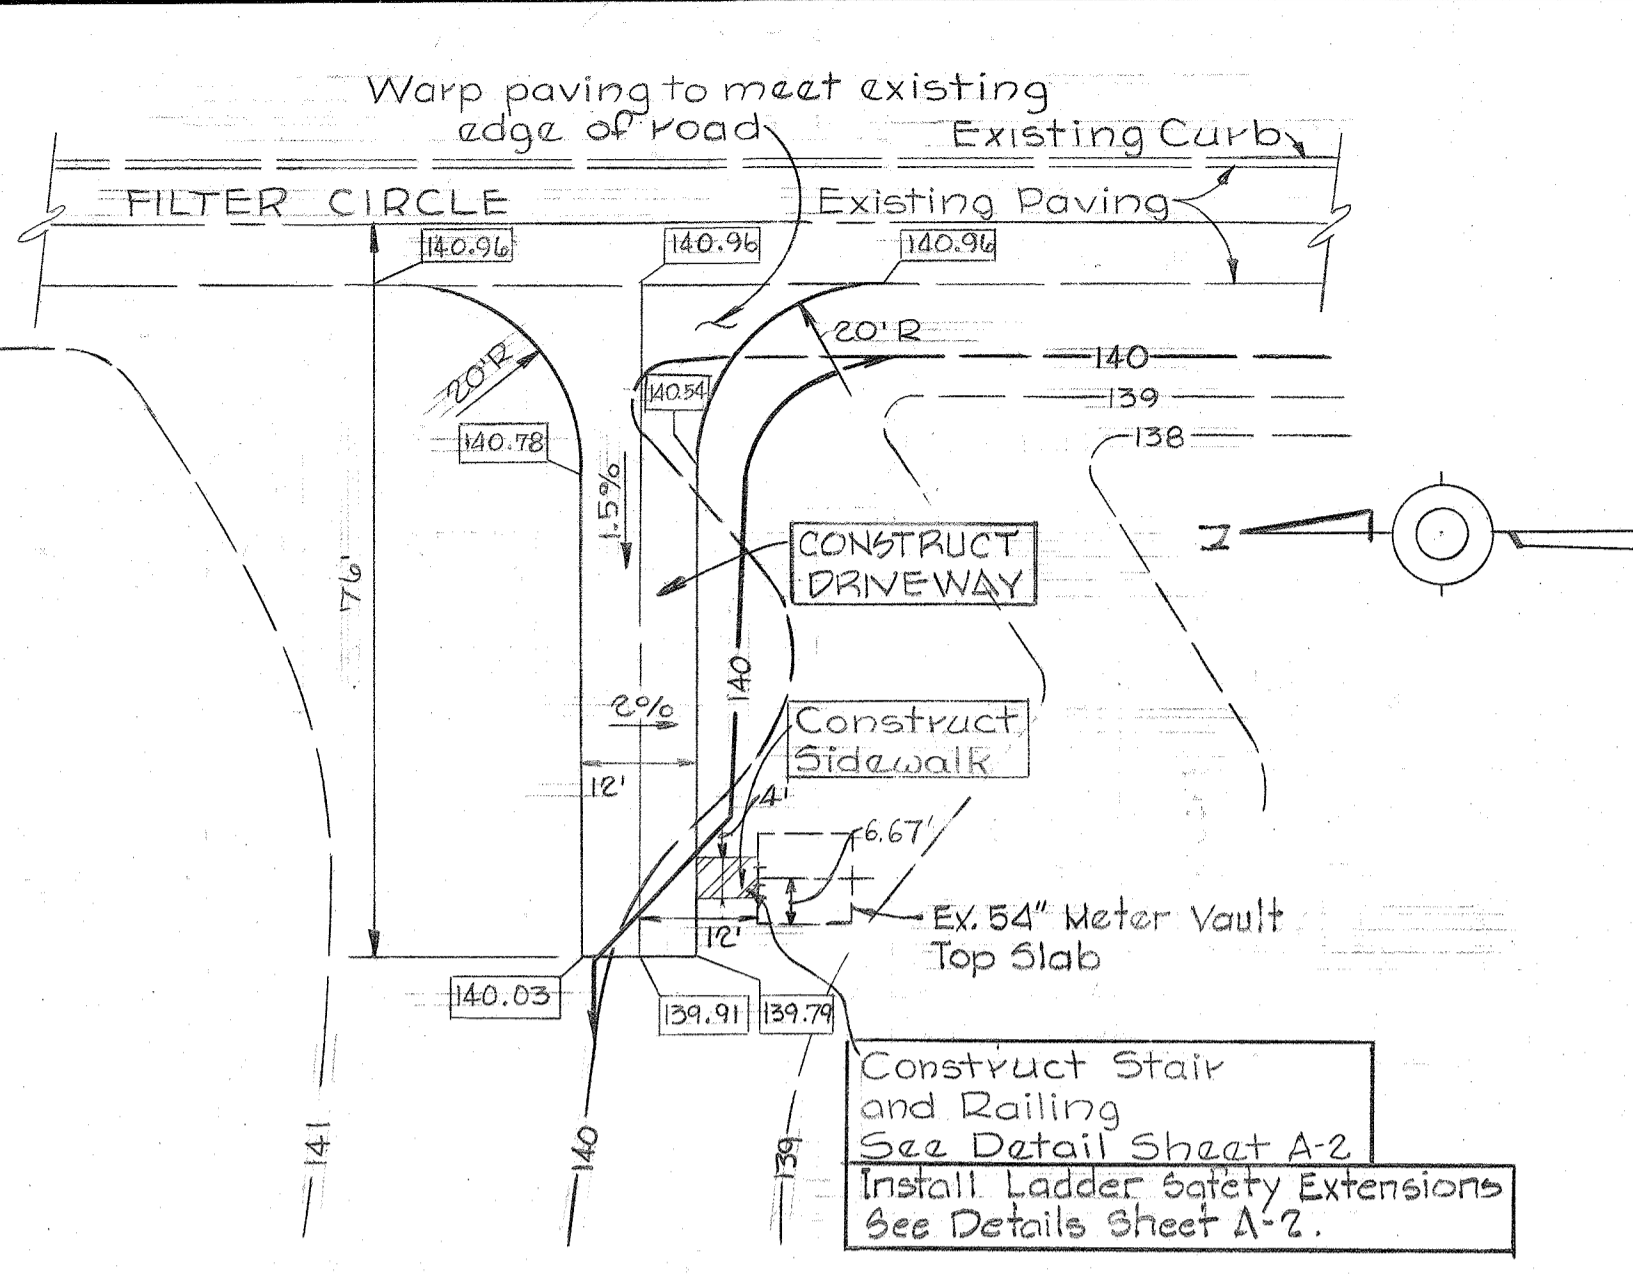 Warp paving to meet existing
edge of road
Existing Curb
FILTER CIRCLE
Existing Paving
140.96
140.96
140.96
20'R
20'R
140
140.54
139
138
140.78
1.5%
N
CONSTRUCT
DRIVEWAY
76'
140
2%
Construct
Sidewalk
12'
4'
6.67'
12'
Ex. 54" Meter Vault
Top Slab
140.03
139.91
139.79
Construct Stair
and Railing
See Detail Sheet A-2
141
140
139
Install Ladder Safety Extensions
See Details Sheet A-2.